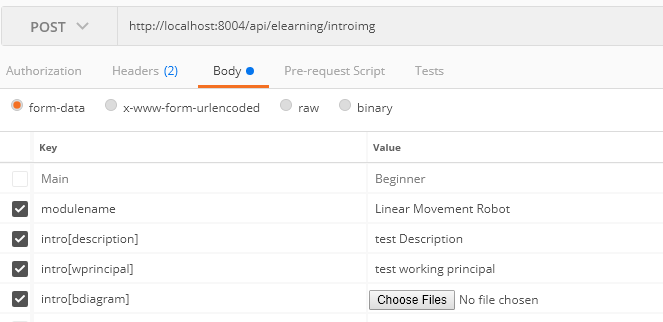 POST http://localhost:8004/api/elearning/introimg
Authorization Headers (2) Body Pre-request Script Tests
form-data x-www-form-urlencoded raw binary
Key Value
Main Beginner
modulename Linear Movement Robot
intro[description] test Description
intro[wprincipal] test working principal
intro[bdiagram] Choose Files No file chosen